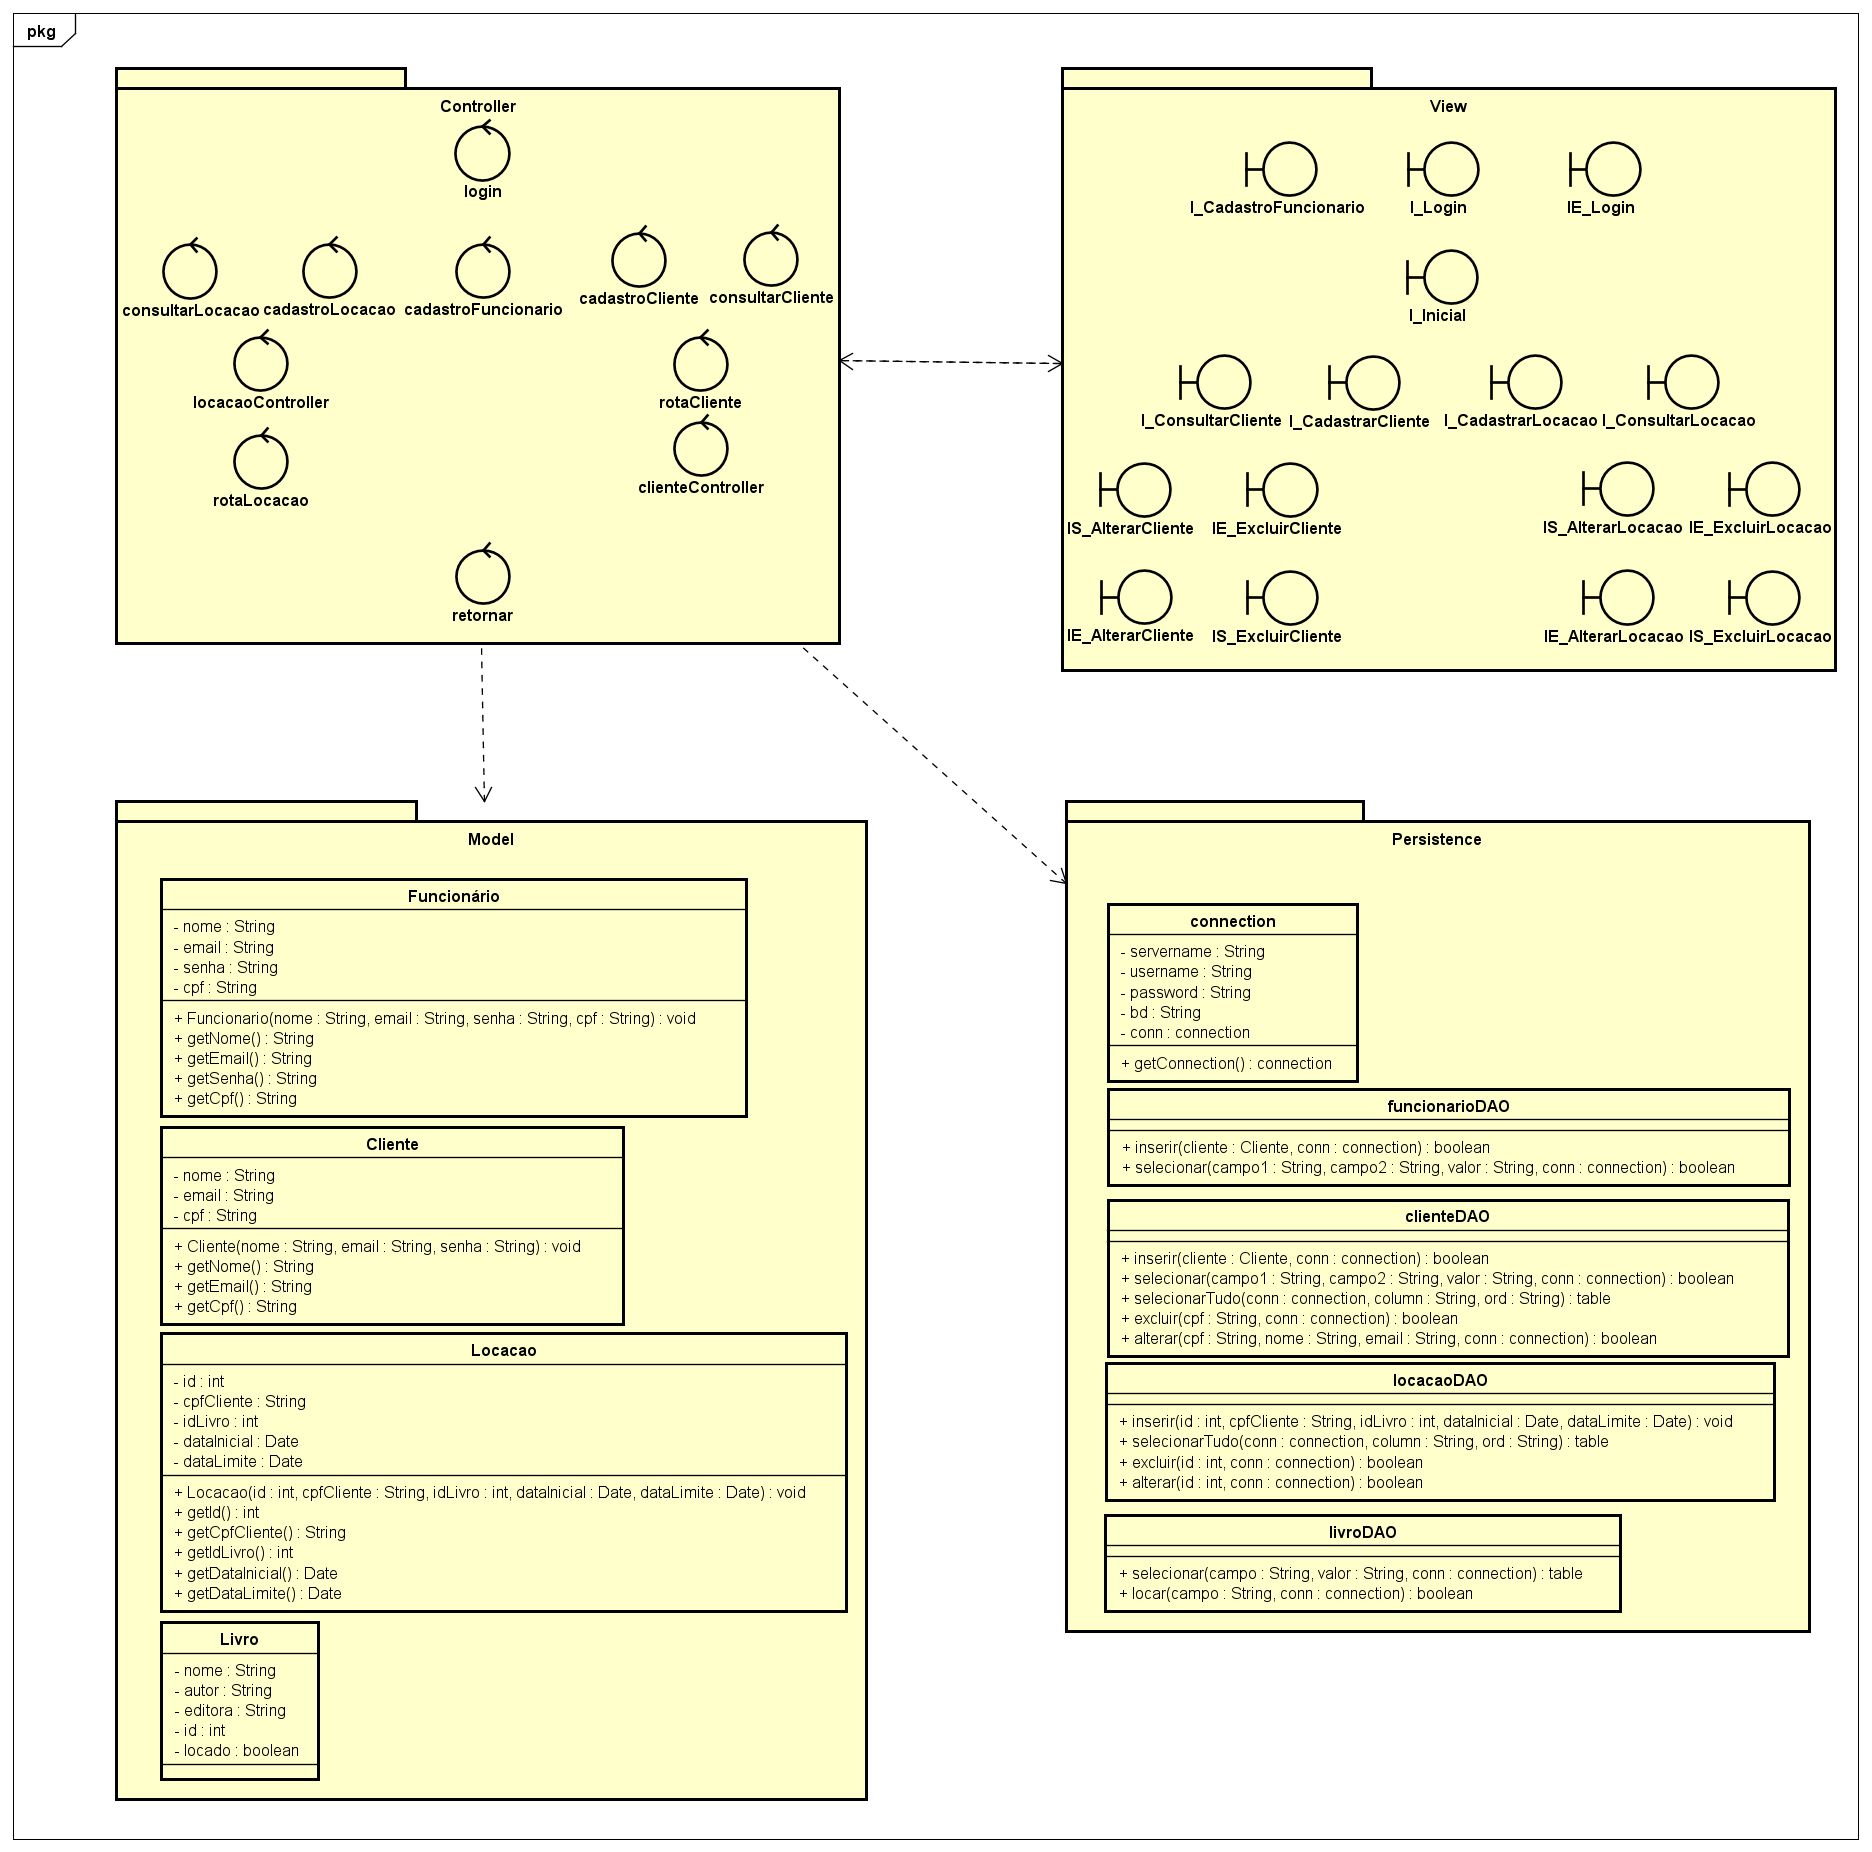 pkg
Controller
login
consultarLocacao
cadastroLocacao
cadastroFuncionario
cadastroCliente
consultarCliente
locacaoController
rotaCliente
rotaLocacao
clienteController
retornar
View
I_CadastroFuncionario
I_Login
IE_Login
I_Inicial
I_ConsultarCliente
I_CadastrarCliente
I_CadastrarLocacao
I_ConsultarLocacao
IS_AlterarCliente
IE_ExcluirCliente
IS_AlterarLocacao
IE_ExcluirLocacao
IE_AlterarCliente
IS_ExcluirCliente
IE_AlterarLocacao
IS_ExcluirLocacao
Model
Funcionário
- nome : String
- email : String
- senha : String
- cpf : String
+ Funcionario(nome : String, email : String, senha : String, cpf : String) : void
+ getNome() : String
+ getEmail() : String
+ getSenha() : String
+ getCpf() : String
Cliente
- nome : String
- email : String
- cpf : String
+ Cliente(nome : String, email : String, senha : String) : void
+ getNome() : String
+ getEmail() : String
+ getCpf() : String
Locacao
- id : int
- cpfCliente : String
- idLivro : int
- dataInicial : Date
- dataLimite : Date
+ Locacao(id : int, cpfCliente : String, idLivro : int, dataInicial : Date, dataLimite : Date) : void
+ getId() : int
+ getCpfCliente() : String
+ getIdLivro() : int
+ getDataInicial() : Date
+ getDataLimite() : Date
Livro
- nome : String
- autor : String
- editora : String
- id : int
- locado : boolean
Persistence
connection
- servername : String
- username : String
- password : String
- bd : String
- conn : connection
+ getConnection() : connection
funcionarioDAO
+ inserir(cliente : Cliente, conn : connection) : boolean
+ selecionar(campo1 : String, campo2 : String, valor : String, conn : connection) : boolean
clienteDAO
+ inserir(cliente : Cliente, conn : connection) : boolean
+ selecionar(campo1 : String, campo2 : String, valor : String, conn : connection) : boolean
+ selecionarTudo(conn : connection, column : String, ord : String) : table
+ excluir(cpf : String, conn : connection) : boolean
+ alterar(cpf : String, nome : String, email : String, conn : connection) : boolean
locacaoDAO
+ inserir(id : int, cpfCliente : String, idLivro : int, dataInicial : Date, dataLimite : Date) : void
+ selecionarTudo(conn : connection, column : String, ord : String) : table
+ excluir(id : int, conn : connection) : boolean
+ alterar(id : int, conn : connection) : boolean
livroDAO
+ selecionar(campo : String, valor : String, conn : connection) : table
+ locar(campo : String, conn : connection) : boolean